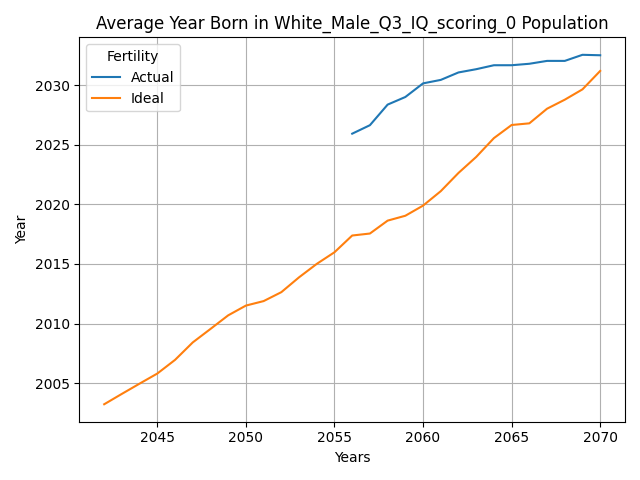 Average Year Born in White_Male_Q3_IQ_scoring_0 Population
Fertility
Actual
Ideal
2030
2025
2020
2015
2010
2005
Year
2045 2050 2055 2060 2065 2070
Years